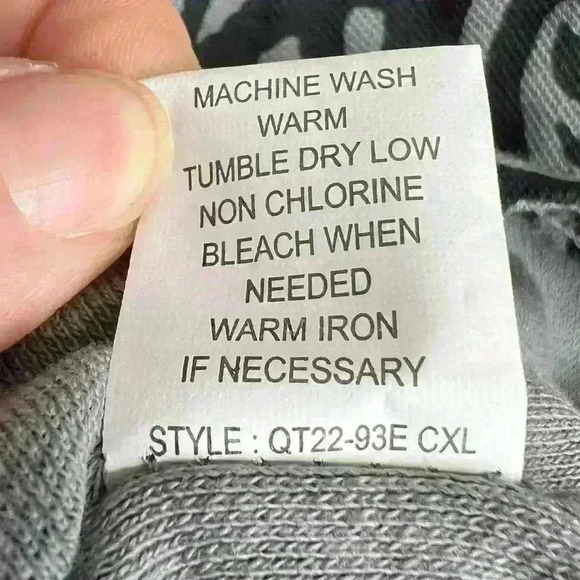 MACHINE WASH
WARM
TUMBLE DRY LOW
NON CHLORINE
BLEACH WHEN
NEEDED
WARM IRON
IF NECESSARY
STYLE : QT22-93E CXL